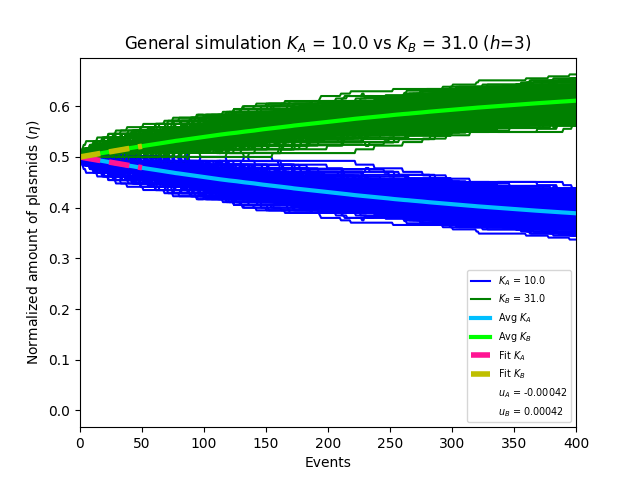 General simulation K_A = 10.0 vs K_B = 31.0 (h=3)
Normalized amount of plasmids (η)
0.6
0.5
0.4
0.3
0.2
0.1
0.0
K_A = 10.0
K_B = 31.0
Avg K_A
Avg K_B
Fit K_A
Fit K_B
u_A = -0.00042
u_B = 0.00042
0 50 100 150 200 250 300 350 400
Events